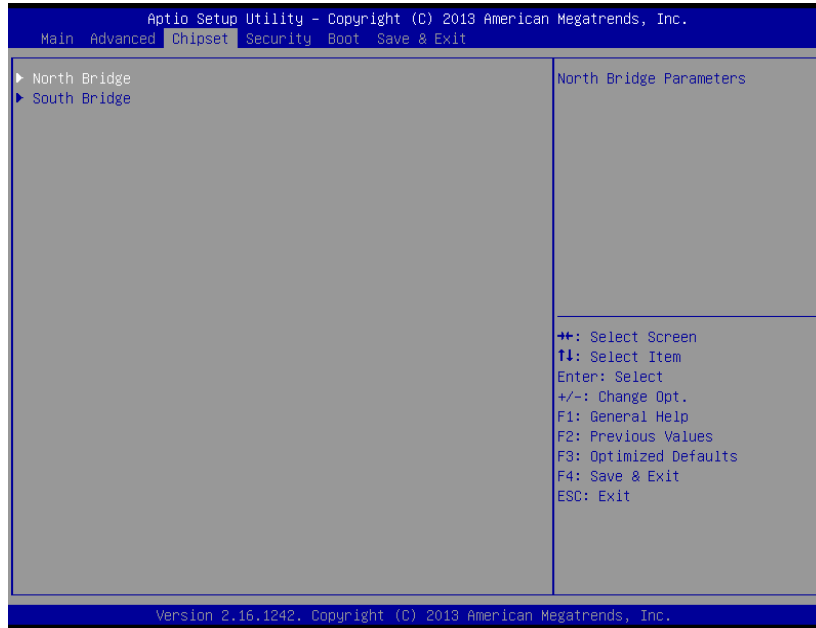 Aptio Setup Utility – Copyright (C) 2013 American Megatrends, Inc.
Main Advanced Chipset Security Boot Save & Exit
▶ North Bridge
▶ South Bridge
North Bridge Parameters
→←: Select Screen
↑↓: Select Item
Enter: Select
+/-: Change Opt.
F1: General Help
F2: Previous Values
F3: Optimized Defaults
F4: Save & Exit
ESC: Exit
Version 2.16.1242. Copyright (C) 2013 American Megatrends, Inc.